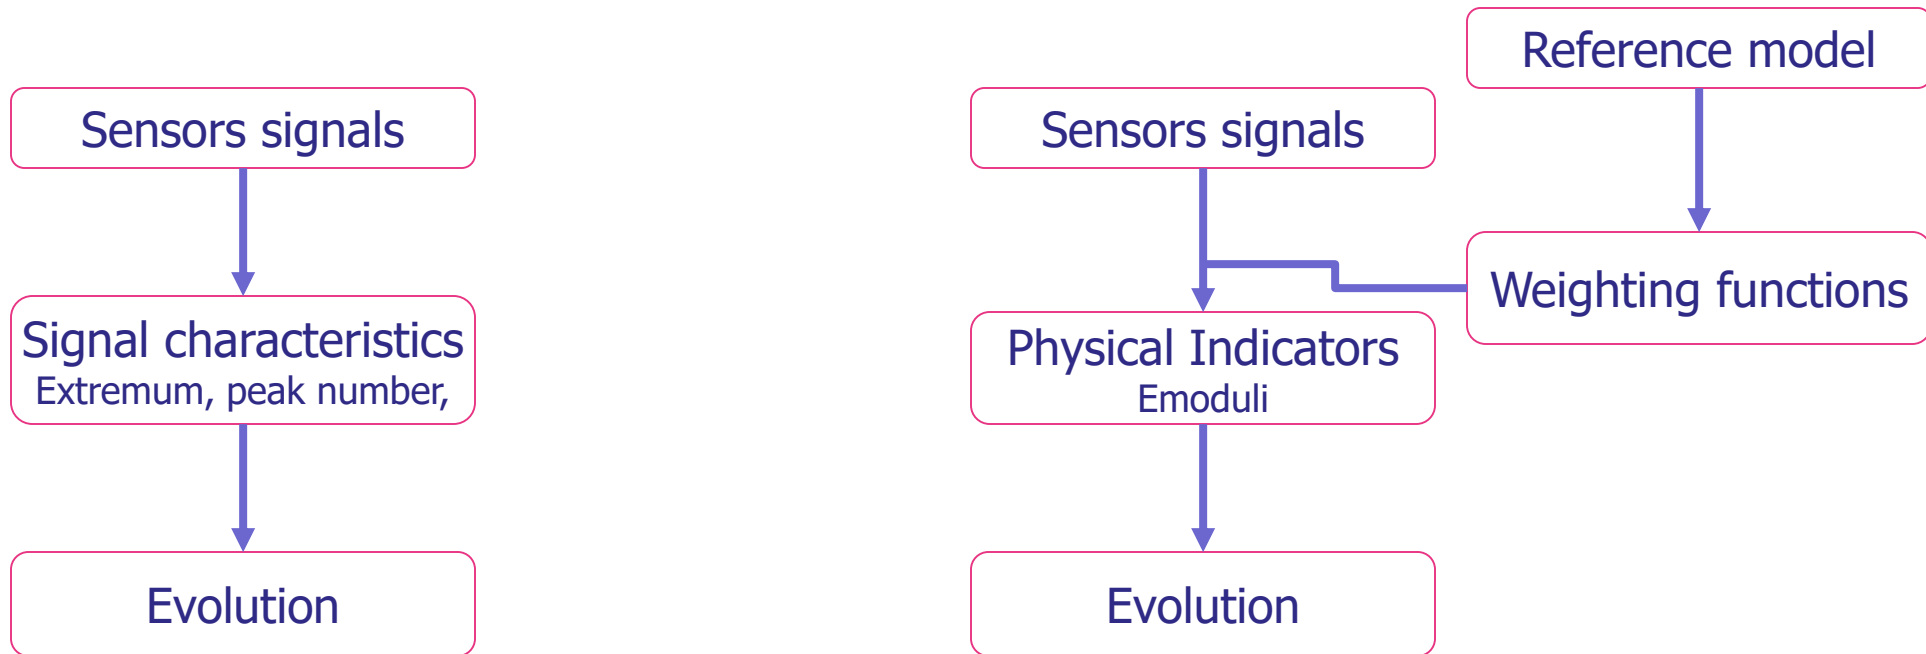 Sensors signals
Signal characteristics
Extremum, peak number,
Evolution
Reference model
Sensors signals
Weighting functions
Physical Indicators
Emoduli
Evolution